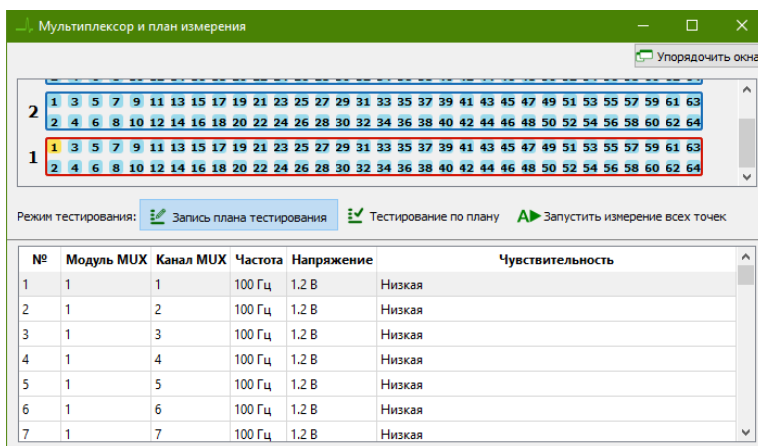 Мультиплексор и план измерения
Упорядочить окна
2
1 3 5 7 9 11 13 15 17 19 21 23 25 27 29 31 33 35 37 39 41 43 45 47 49 51 53 55 57 59 61 63
2 4 6 8 10 12 14 16 18 20 22 24 26 28 30 32 34 36 38 40 42 44 46 48 50 52 54 56 58 60 62 64
1
1 3 5 7 9 11 13 15 17 19 21 23 25 27 29 31 33 35 37 39 41 43 45 47 49 51 53 55 57 59 61 63
2 4 6 8 10 12 14 16 18 20 22 24 26 28 30 32 34 36 38 40 42 44 46 48 50 52 54 56 58 60 62 64
Режим тестирования: Запись плана тестирования Тестирование по плану A Запустить измерение всех точек
№ Модуль MUX Канал MUX Частота Напряжение Чувствительность
1 1 1 100 Гц 1.2 В Низкая
2 1 2 100 Гц 1.2 В Низкая
3 1 3 100 Гц 1.2 В Низкая
4 1 4 100 Гц 1.2 В Низкая
5 1 5 100 Гц 1.2 В Низкая
6 1 6 100 Гц 1.2 В Низкая
7 1 7 100 Гц 1.2 В Низкая